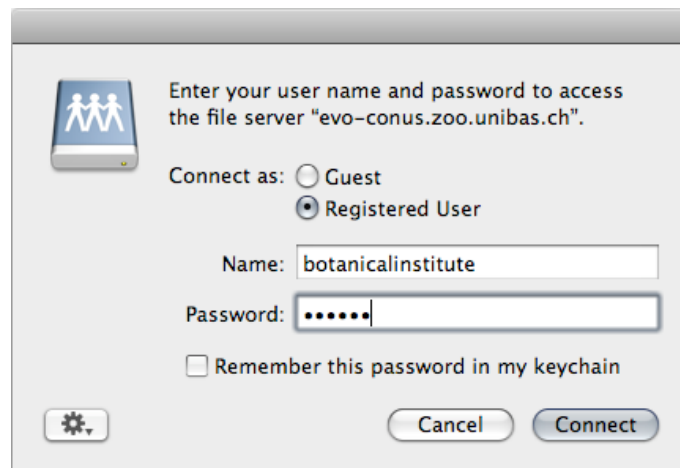 Enter your user name and password to access
the file server “evo-conus.zoo.unibas.ch”.
Connect as: Guest
Registered User
Name: botanicalinstitute
Password: ••••••
Remember this password in my keychain
Cancel Connect